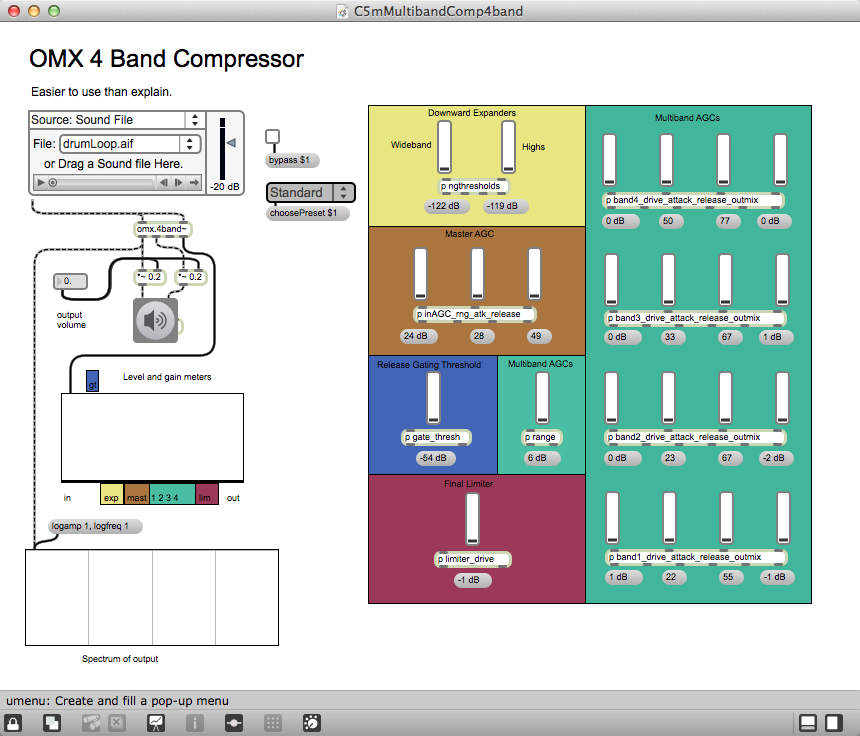 C5mMultibandComp4band
OMX 4 Band Compressor
Easier to use than explain.
Source: Sound File
File: drumLoop.aif
or Drag a Sound file Here.
-20 dB
bypass $1
Standard
choosePreset $1
omx.4band~
0.
*~ 0.2
*~ 0.2
output
volume
gt
Level and gain meters
in
exp
mast
1 2 3 4
lim
out
logamp 1, logfreq 1
Spectrum of output
Downward Expanders
Wideband
Highs
p ngthresholds
-122 dB
-119 dB
Master AGC
p inAGC_rng_atk_release
24 dB
28
49
Release Gating Threshold
p gate_thresh
-54 dB
Multiband AGCs
p range
6 dB
Final Limiter
p limiter_drive
-1 dB
Multiband AGCs
p band4_drive_attack_release_outmix
0 dB
50
77
0 dB
p band3_drive_attack_release_outmix
0 dB
33
67
1 dB
p band2_drive_attack_release_outmix
0 dB
23
67
-2 dB
p band1_drive_attack_release_outmix
1 dB
22
55
-1 dB
umenu: Create and fill a pop-up menu